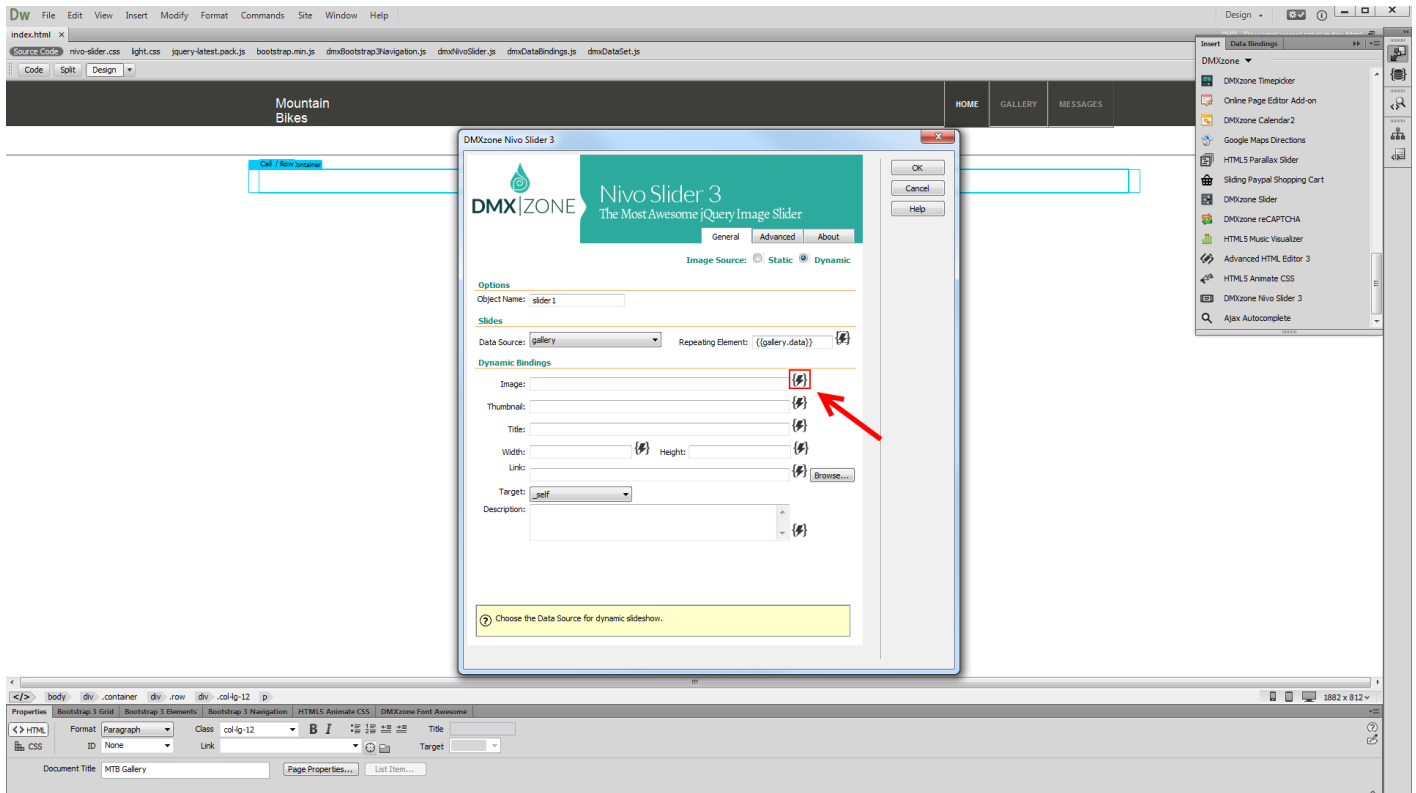 Dw File Edit View Insert Modify Format Commands Site Window Help Design
index.html ×
Source Code nivo-slider.css light.css jquery-latest.pack.js bootstrap.min.js dmxBootstrap3Navigation.js dmxNivoSlider.js dmxDataBindings.js dmxDataSet.js
Code Split Design
Mountain
Bikes
HOME GALLERY MESSAGES
Cell / Row Container
Insert Data Bindings
DMXzone
DMXzone Timepicker
Online Page Editor Add-on
DMXzone Calendar2
Google Maps Directions
HTML5 Parallax Slider
Sliding Paypal Shopping Cart
DMXzone Slider
DMXzone reCAPTCHA
HTML5 Music Visualizer
Advanced HTML Editor 3
HTML5 Animate CSS
DMXzone Nivo Slider 3
Ajax Autocomplete
DMXzone Nivo Slider 3
DMX|ZONE
Nivo Slider 3
The Most Awesome jQuery Image Slider
General Advanced About
OK
Cancel
Help
Image Source: Static Dynamic
Options
Object Name: slider1
Slides
Data Source: gallery Repeating Element: {{gallery.data}}
Dynamic Bindings
Image:
Thumbnail:
Title:
Width: Height:
Link: Browse...
Target: _self
Description:
Choose the Data Source for dynamic slideshow.
</> body div .container div .row div .col-lg-12 p 1882 x 812
Properties Bootstrap 3 Grid Bootstrap 3 Elements Bootstrap 3 Navigation HTML5 Animate CSS DMXzone Font Awesome
<> HTML Format Paragraph Class col-lg-12 B I Title
CSS ID None Link Target
Document Title MTB Gallery Page Properties... List Item...